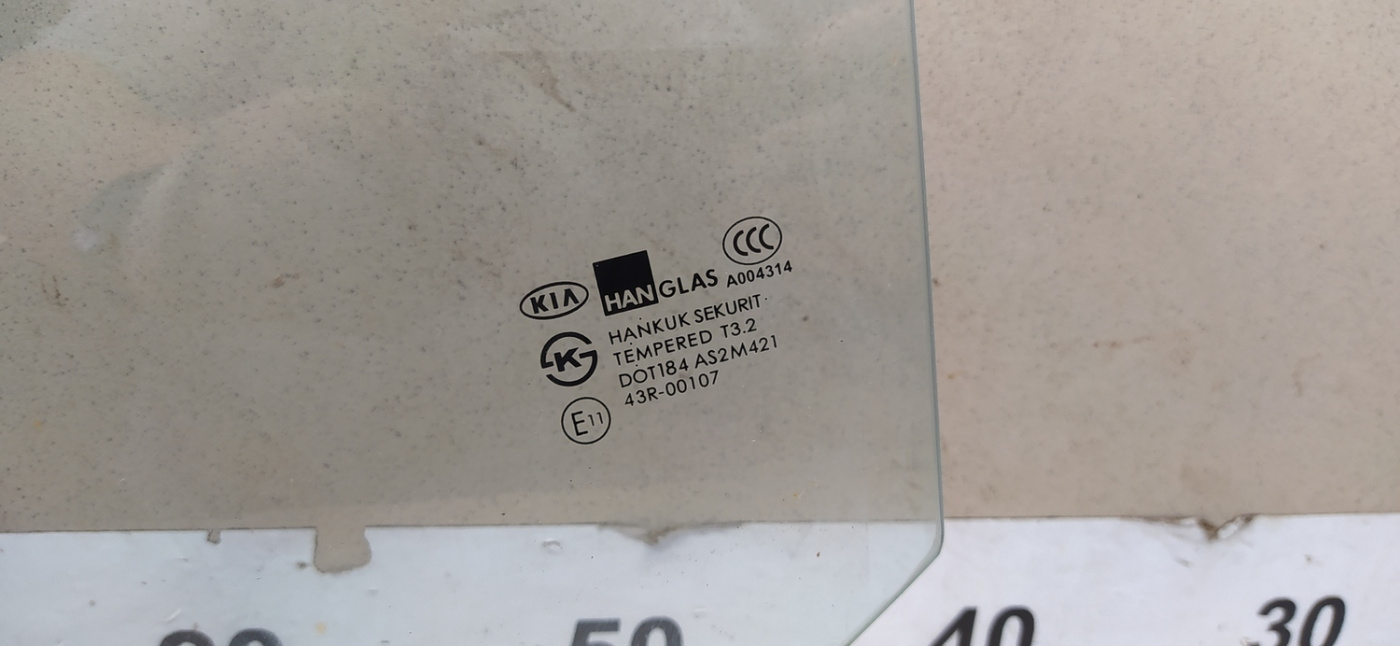 CCC
KIA HANGLAS A004314
HANKUK SEKURIT
TEMPERED T3.2
DOT184 AS2M421
43R-00107
K
E11
50 40 30